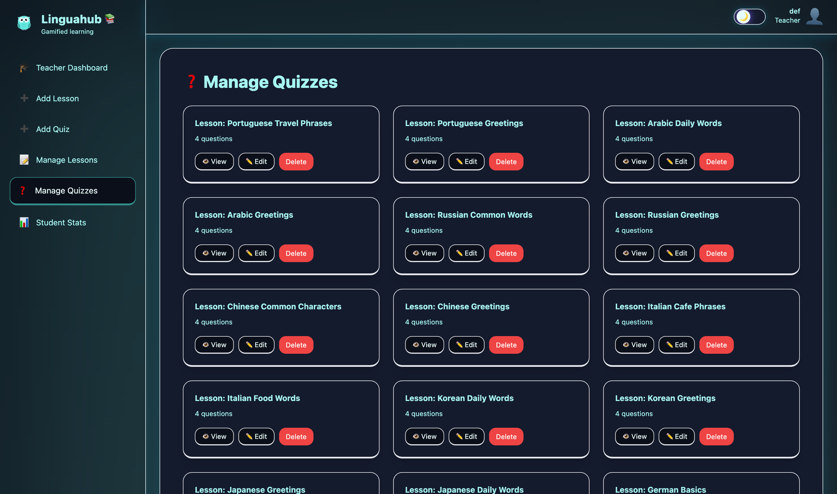 Linguahub
Gamified learning
def
Teacher
Teacher Dashboard
Add Lesson
Add Quiz
Manage Lessons
Manage Quizzes
Student Stats
❓ Manage Quizzes
Lesson: Portuguese Travel Phrases
4 questions
View Edit Delete
Lesson: Portuguese Greetings
4 questions
View Edit Delete
Lesson: Arabic Daily Words
4 questions
View Edit Delete
Lesson: Arabic Greetings
4 questions
View Edit Delete
Lesson: Russian Common Words
4 questions
View Edit Delete
Lesson: Russian Greetings
4 questions
View Edit Delete
Lesson: Chinese Common Characters
4 questions
View Edit Delete
Lesson: Chinese Greetings
4 questions
View Edit Delete
Lesson: Italian Cafe Phrases
4 questions
View Edit Delete
Lesson: Italian Food Words
4 questions
View Edit Delete
Lesson: Korean Daily Words
4 questions
View Edit Delete
Lesson: Korean Greetings
4 questions
View Edit Delete
Lesson: Japanese Greetings
Lesson: Japanese Daily Words
Lesson: German Basics